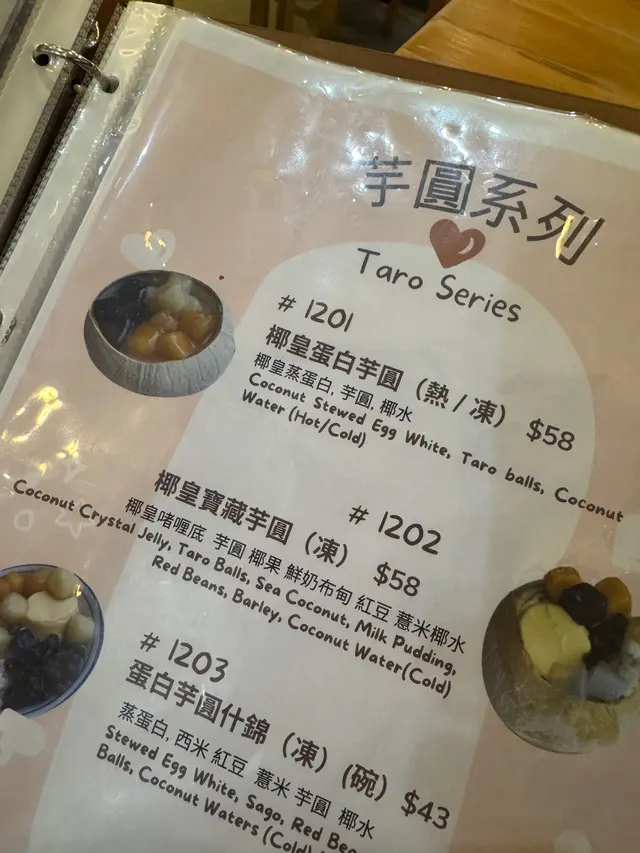 芋圓系列
Taro Series
# 1201
椰皇蛋白芋圓（熱/凍） $58
椰皇蒸蛋白, 芋圓, 椰水
Coconut Stewed Egg White, Taro balls, Coconut
Water (Hot/Cold)
# 1202
椰皇寶藏芋圓（凍） $58
椰皇啫喱底 芋圓 椰果 鮮奶布甸 紅豆 薏米椰水
Coconut Crystal Jelly, Taro Balls, Sea Coconut, Milk Pudding,
Red Beans, Barley, Coconut Water(Cold)
# 1203
蛋白芋圓什錦（凍）(碗) $43
蒸蛋白, 西米 紅豆 薏米 芋圓 椰水
Stewed Egg White, Sago, Red
Balls, Coconut Waters (Cold)